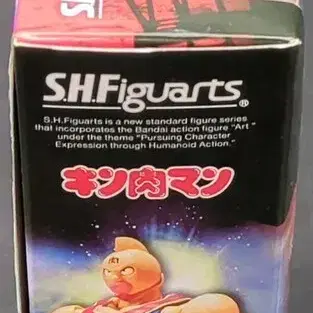 S.H.Figuarts®
S.H.Figuarts is a new standard figure series
that incorporates the Bandai action figure "Art"
under the theme "Pursuing Character
Expression through Humanoid Action."
キン肉マン
肉